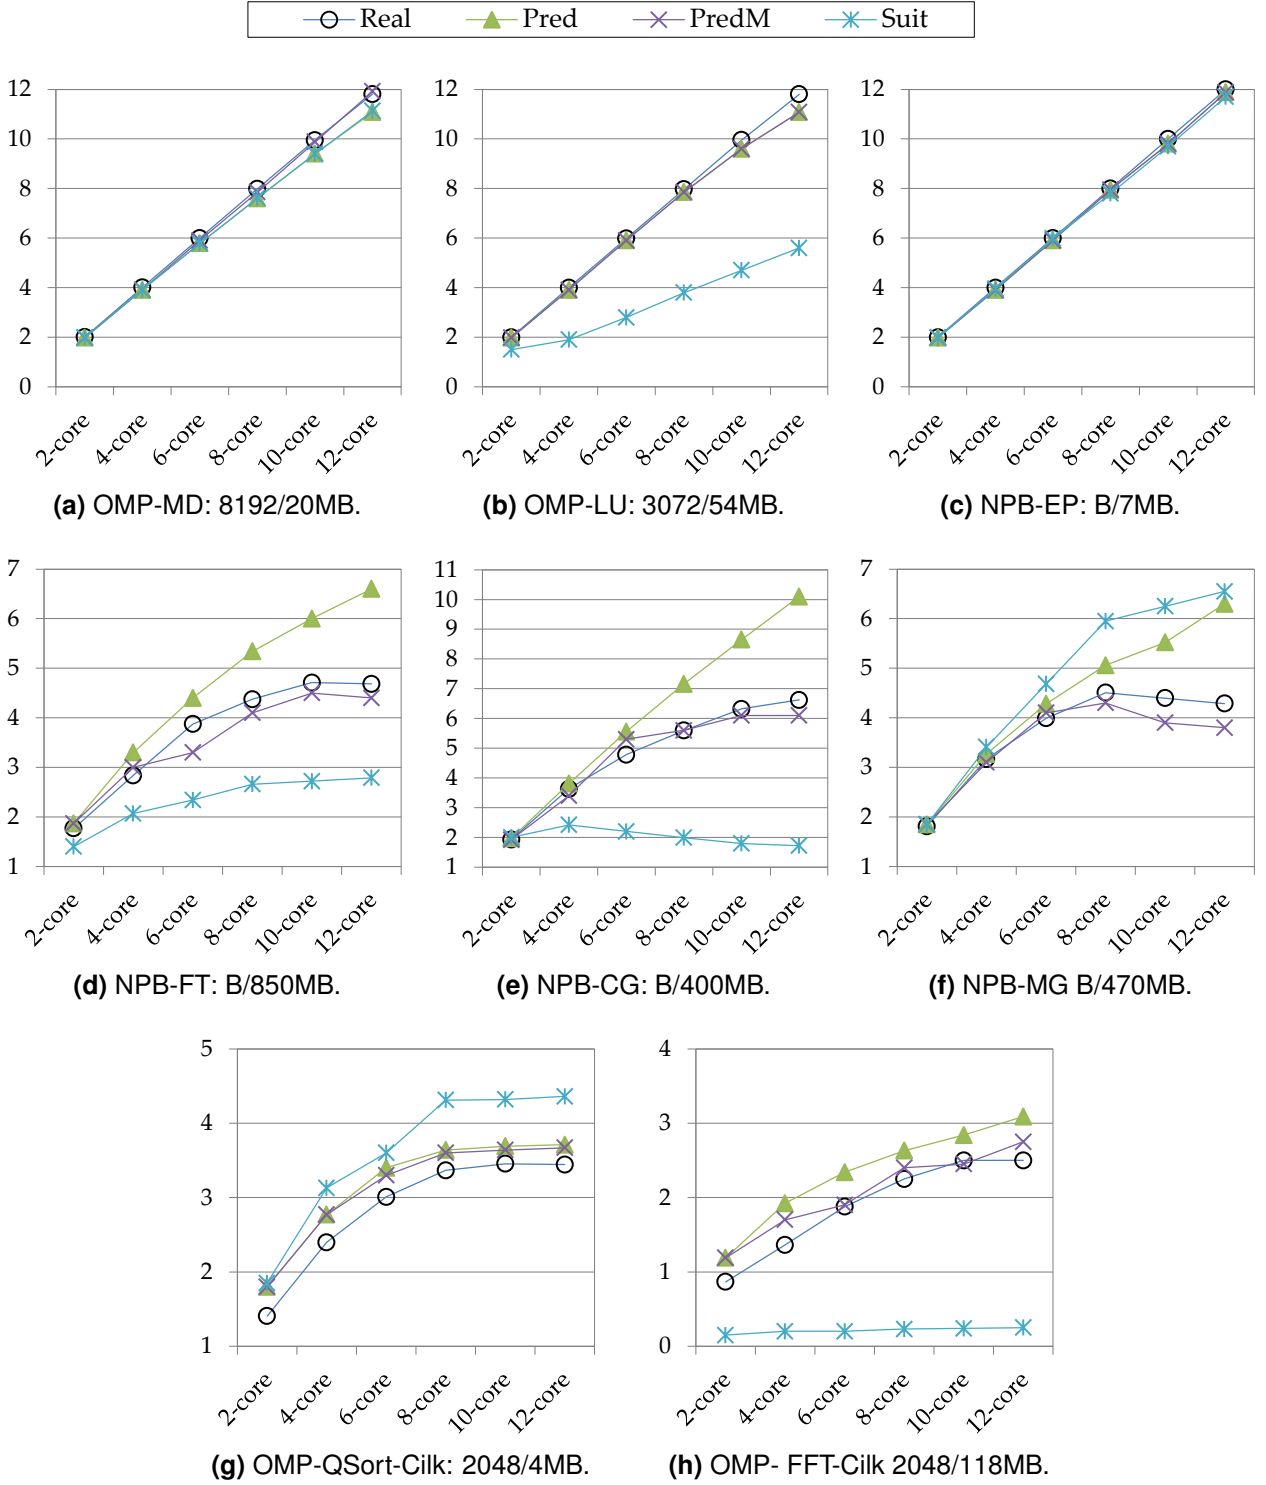 Real Pred PredM Suit
12 12 12
10 10 10
8 8 8
6 6 6
4 4 4
2 2 2
0 0 0
2-core 4-core 6-core 8-core 10-core 12-core 2-core 4-core 6-core 8-core 10-core 12-core 2-core 4-core 6-core 8-core 10-core 12-core
(a) OMP-MD: 8192/20MB. (b) OMP-LU: 3072/54MB. (c) NPB-EP: B/7MB.
7
6
5
4
3
2
1
2-core 4-core 6-core 8-core 10-core 12-core
(d) NPB-FT: B/850MB.
11
10
9
8
7
6
5
4
3
2
1
2-core 4-core 6-core 8-core 10-core 12-core
(e) NPB-CG: B/400MB.
7
6
5
4
3
2
1
2-core 4-core 6-core 8-core 10-core 12-core
(f) NPB-MG B/470MB.
5
4
3
2
1
2-core 4-core 6-core 8-core 10-core 12-core
(g) OMP-QSort-Cilk: 2048/4MB.
4
3
2
1
0
2-core 4-core 6-core 8-core 10-core 12-core
(h) OMP- FFT-Cilk 2048/118MB.